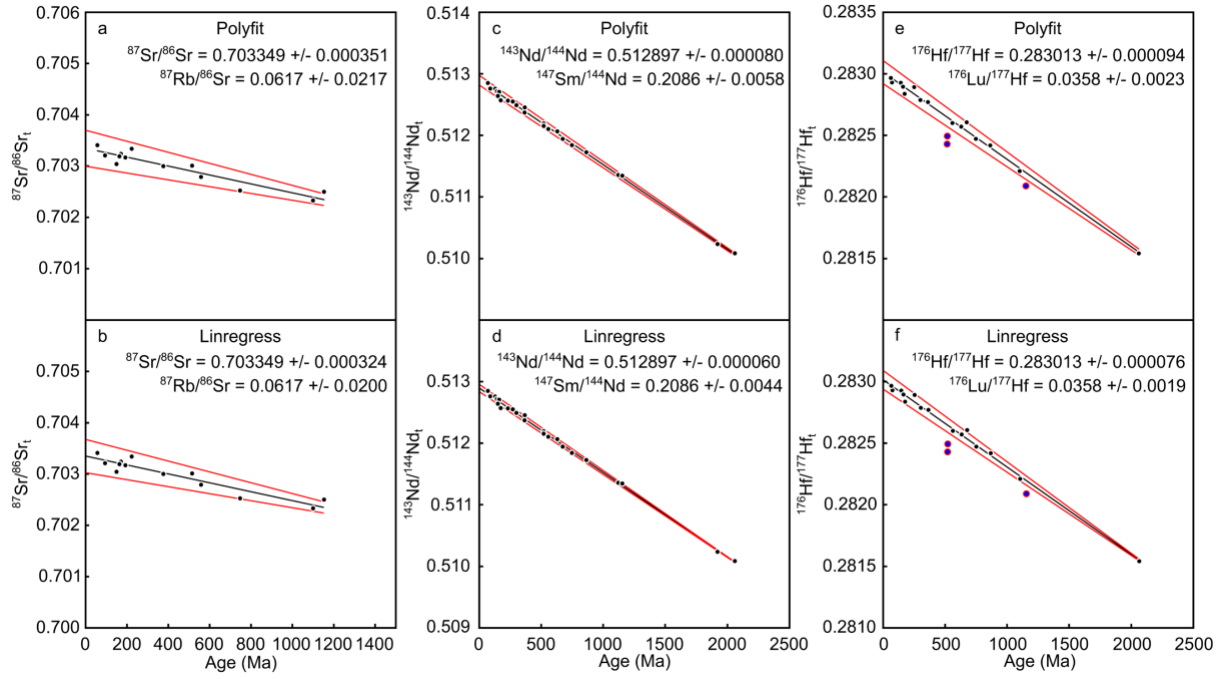 a
Polyfit
⁸⁷Sr/⁸⁶Sr = 0.703349 +/- 0.000351
⁸⁷Rb/⁸⁶Sr = 0.0617 +/- 0.0217
0.706
0.705
0.704
0.703
0.702
0.701
⁸⁷Sr/⁸⁶Srₜ
b
Linregress
⁸⁷Sr/⁸⁶Sr = 0.703349 +/- 0.000324
⁸⁷Rb/⁸⁶Sr = 0.0617 +/- 0.0200
0.705
0.704
0.703
0.702
0.701
0.700
⁸⁷Sr/⁸⁶Srₜ
0 200 400 600 800 1000 1200 1400
Age (Ma)
c
Polyfit
¹⁴³Nd/¹⁴⁴Nd = 0.512897 +/- 0.000080
¹⁴⁷Sm/¹⁴⁴Nd = 0.2086 +/- 0.0058
0.514
0.513
0.512
0.511
0.510
¹⁴³Nd/¹⁴⁴Ndₜ
d
Linregress
¹⁴³Nd/¹⁴⁴Nd = 0.512897 +/- 0.000060
¹⁴⁷Sm/¹⁴⁴Nd = 0.2086 +/- 0.0044
0.513
0.512
0.511
0.510
0.509
¹⁴³Nd/¹⁴⁴Ndₜ
0 500 1000 1500 2000 2500
Age (Ma)
e
Polyfit
¹⁷⁶Hf/¹⁷⁷Hf = 0.283013 +/- 0.000094
¹⁷⁶Lu/¹⁷⁷Hf = 0.0358 +/- 0.0023
0.2835
0.2830
0.2825
0.2820
0.2815
¹⁷⁶Hf/¹⁷⁷Hfₜ
f
Linregress
¹⁷⁶Hf/¹⁷⁷Hf = 0.283013 +/- 0.000076
¹⁷⁶Lu/¹⁷⁷Hf = 0.0358 +/- 0.0019
0.2835
0.2830
0.2825
0.2820
0.2815
0.2810
¹⁷⁶Hf/¹⁷⁷Hfₜ
0 500 1000 1500 2000 2500
Age (Ma)